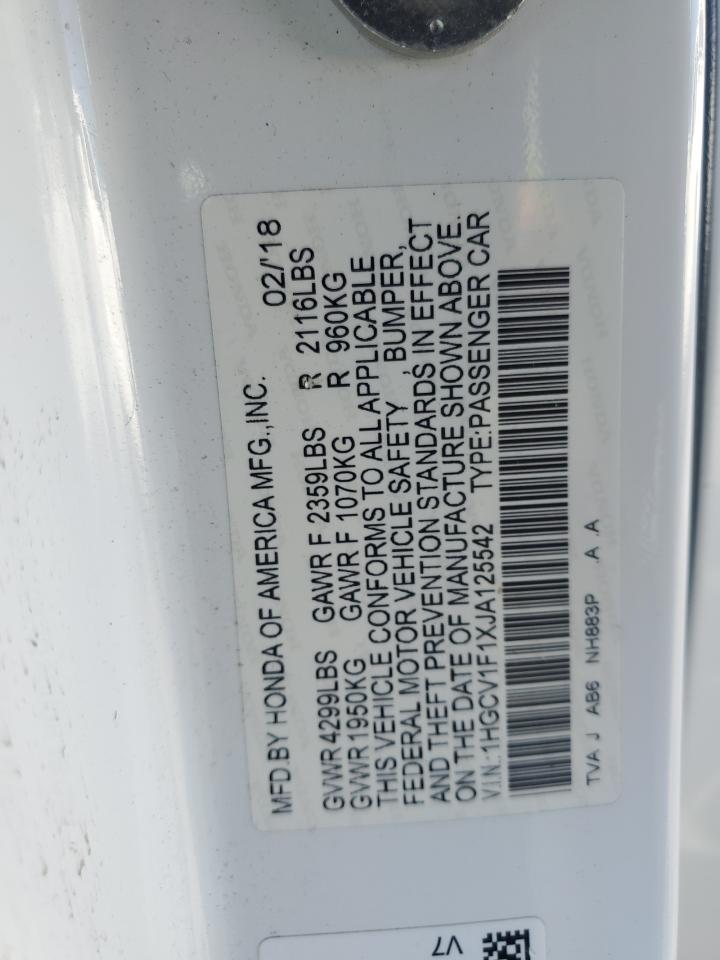 MFD.BY HONDA OF AMERICA MFG.,INC. 02/'18
GVWR 4299LBS GAWR F 2359LBS R 2116LBS
GVWR 1950KG GAWR F 1070KG R 960KG
THIS VEHICLE CONFORMS TO ALL APPLICABLE
FEDERAL MOTOR VEHICLE SAFETY , BUMPER,
AND THEFT PREVENTION STANDARDS IN EFFECT
ON THE DATE OF MANUFACTURE SHOWN ABOVE.
V.I.N.:1HGCV1F1XJA125542 TYPE:PASSENGER CAR
TVA J AB6 NH883P .A A
V7